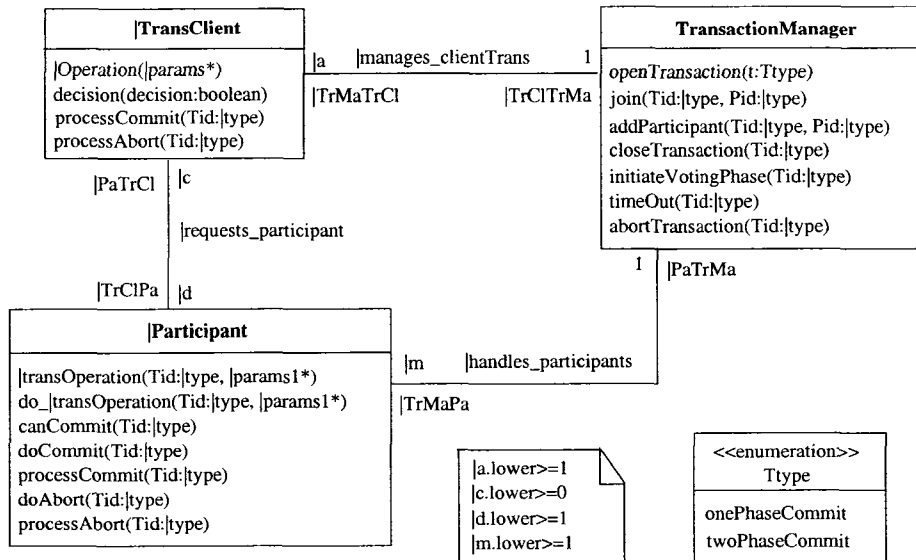 |TransClient
|Operation(|params*)
decision(decision:boolean)
processCommit(Tid:|type)
processAbort(Tid:|type)
|a |manages_clientTrans 1
|TrMaTrCl |TrClTrMa
TransactionManager
openTransaction(t:Ttype)
join(Tid:|type, Pid:|type)
addParticipant(Tid:|type, Pid:|type)
closeTransaction(Tid:|type)
initiateVotingPhase(Tid:|type)
timeOut(Tid:|type)
abortTransaction(Tid:|type)
|PaTrCl |c
|requests_participant
|TrClPa |d
1 |PaTrMa
|Participant
|transOperation(Tid:|type, |params1*)
do_|transOperation(Tid:|type, |params1*)
canCommit(Tid:|type)
doCommit(Tid:|type)
processCommit(Tid:|type)
doAbort(Tid:|type)
processAbort(Tid:|type)
|m |handles_participants
|TrMaPa
|a.lower>=1
|c.lower>=0
|d.lower>=1
|m.lower>=1
<<enumeration>>
Ttype
onePhaseCommit
twoPhaseCommit